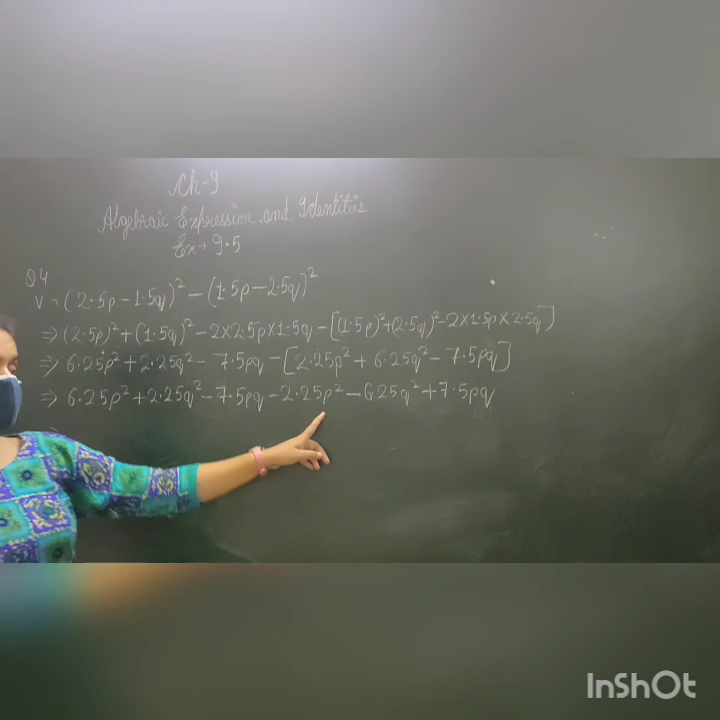 Ch-9
Algebraic Expression and Identities
Ex→ 9.5
Q4
V → (2.5p - 1.5q)² - (1.5p - 2.5q)²
⇒ (2.5p)² + (1.5q)² - 2×2.5p×1.5q - [(1.5p)² + (2.5q)² - 2×1.5p×2.5q]
⇒ 6.25p² + 2.25q² - 7.5pq - [2.25p² + 6.25q² - 7.5pq]
⇒ 6.25p² + 2.25q² - 7.5pq - 2.25p² - 6.25q² + 7.5pq
InShOt